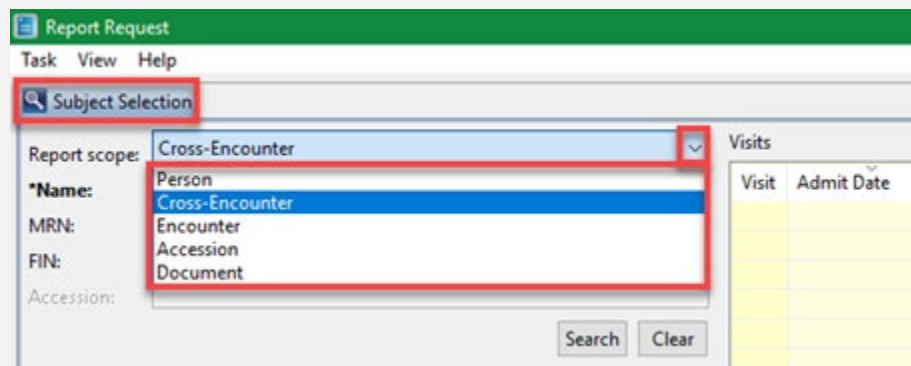 Report Request
Task View Help
Subject Selection
Report scope: Cross-Encounter
Visits
*Name:
MRN:
FIN:
Accession:
Person
Cross-Encounter
Encounter
Accession
Document
Visit Admit Date
Search Clear